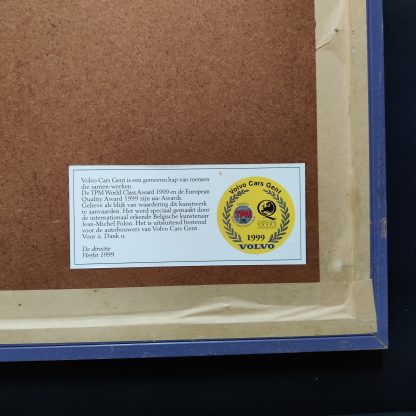 Volvo Cars Gent is een gemeenschap van mensen
die samen-werken.
De TPM World Class Award 1999 en de European
Quality Award 1999 zijn uw Awards.
Gelieve als blijk van waardering dit kunstwerk
te aanvaarden. Het werd speciaal gemaakt door
de internationaal erkende Belgische kunstenaar
Jean-Michel Folon. Het is uitsluitend bestemd
voor de autobouwers van Volvo Cars Gent.
Voor u. Dank u.
De directie
Herfst 1999
Volvo Cars Gent
TPM
1999
VOLVO